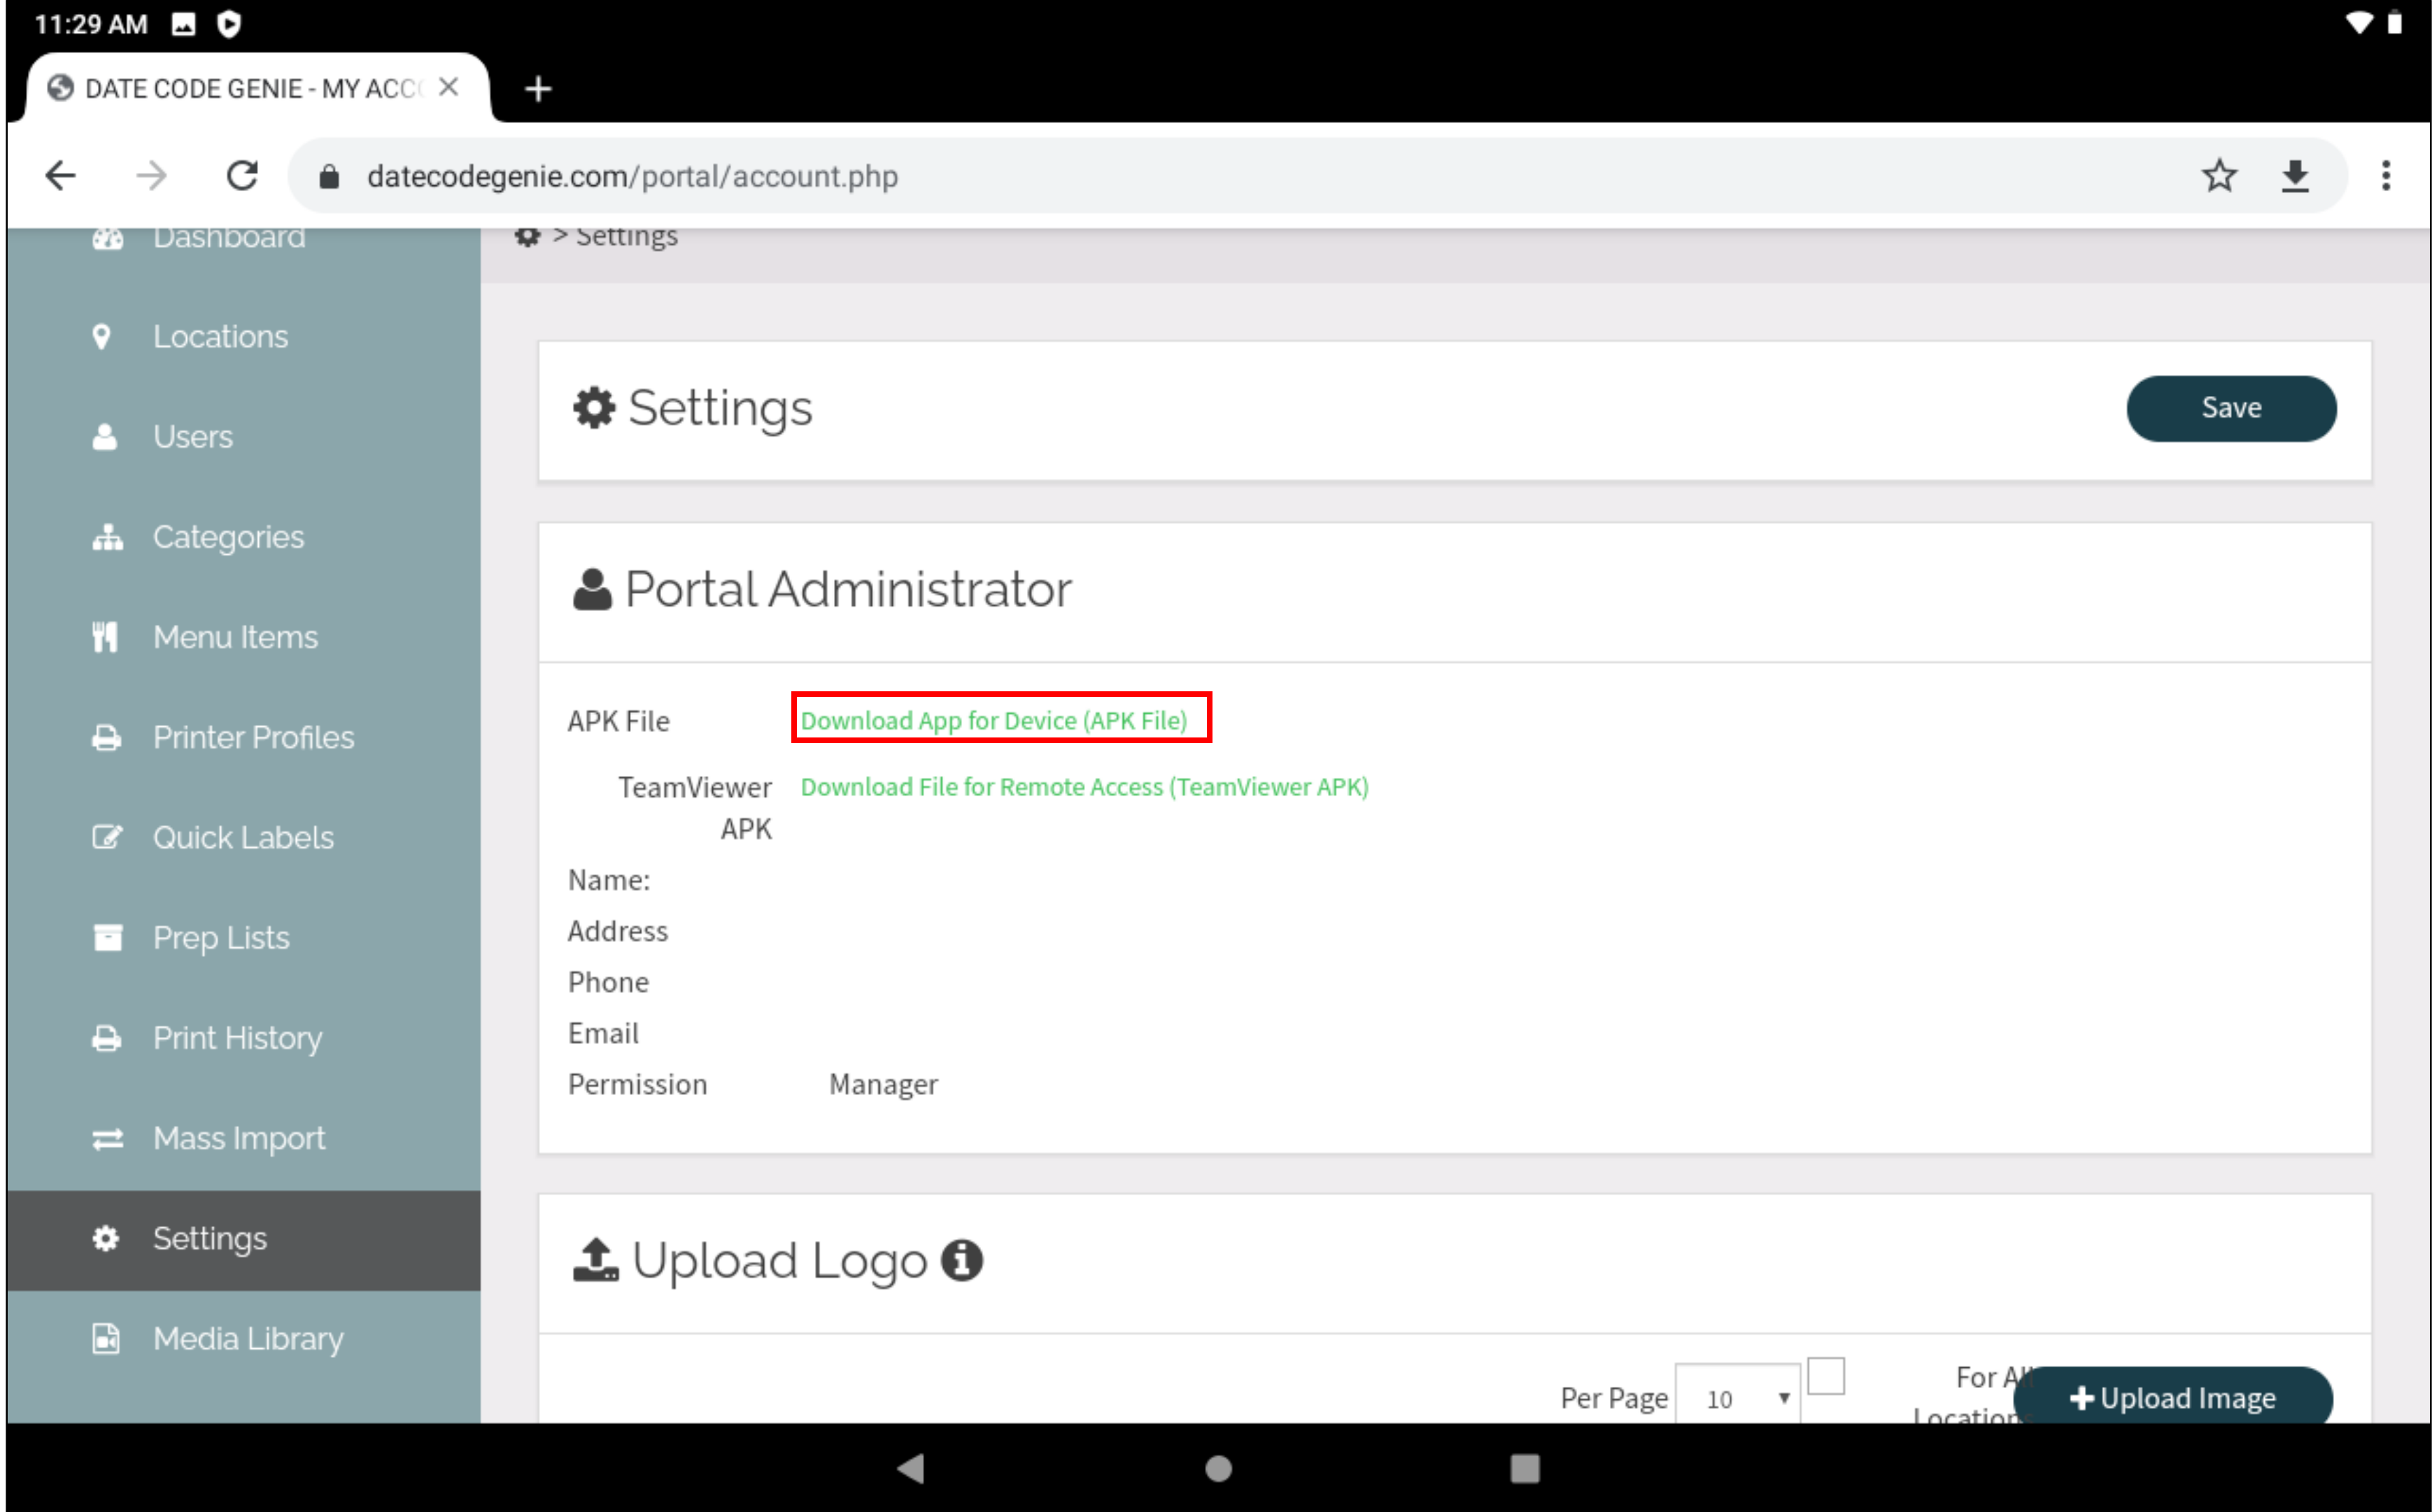 11:29 AM
DATE CODE GENIE - MY ACC
datecodegenie.com/portal/account.php
Dashboard
> Settings
Locations
Users
Categories
Menu Items
Printer Profiles
Quick Labels
Prep Lists
Print History
Mass Import
Settings
Media Library
Settings
Save
Portal Administrator
APK File Download App for Device (APK File)
TeamViewer Download File for Remote Access (TeamViewer APK)
APK
Name:
Address
Phone
Email
Permission Manager
Upload Logo
Per Page 10 For All + Upload Image
Location